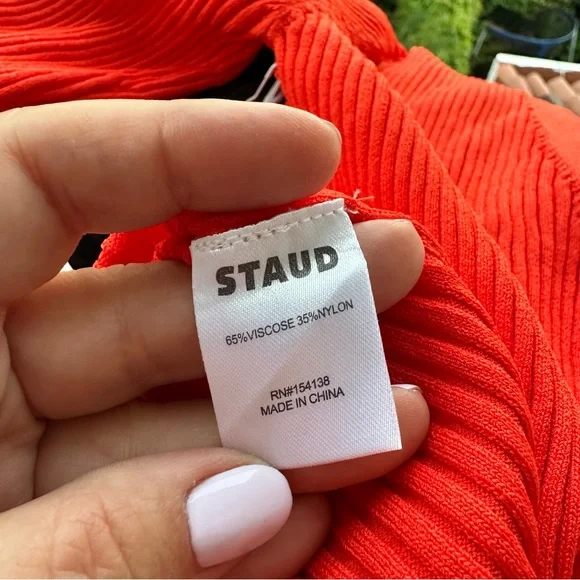 STAUD
65%VISCOSE 35%NYLON
RN#154138
MADE IN CHINA